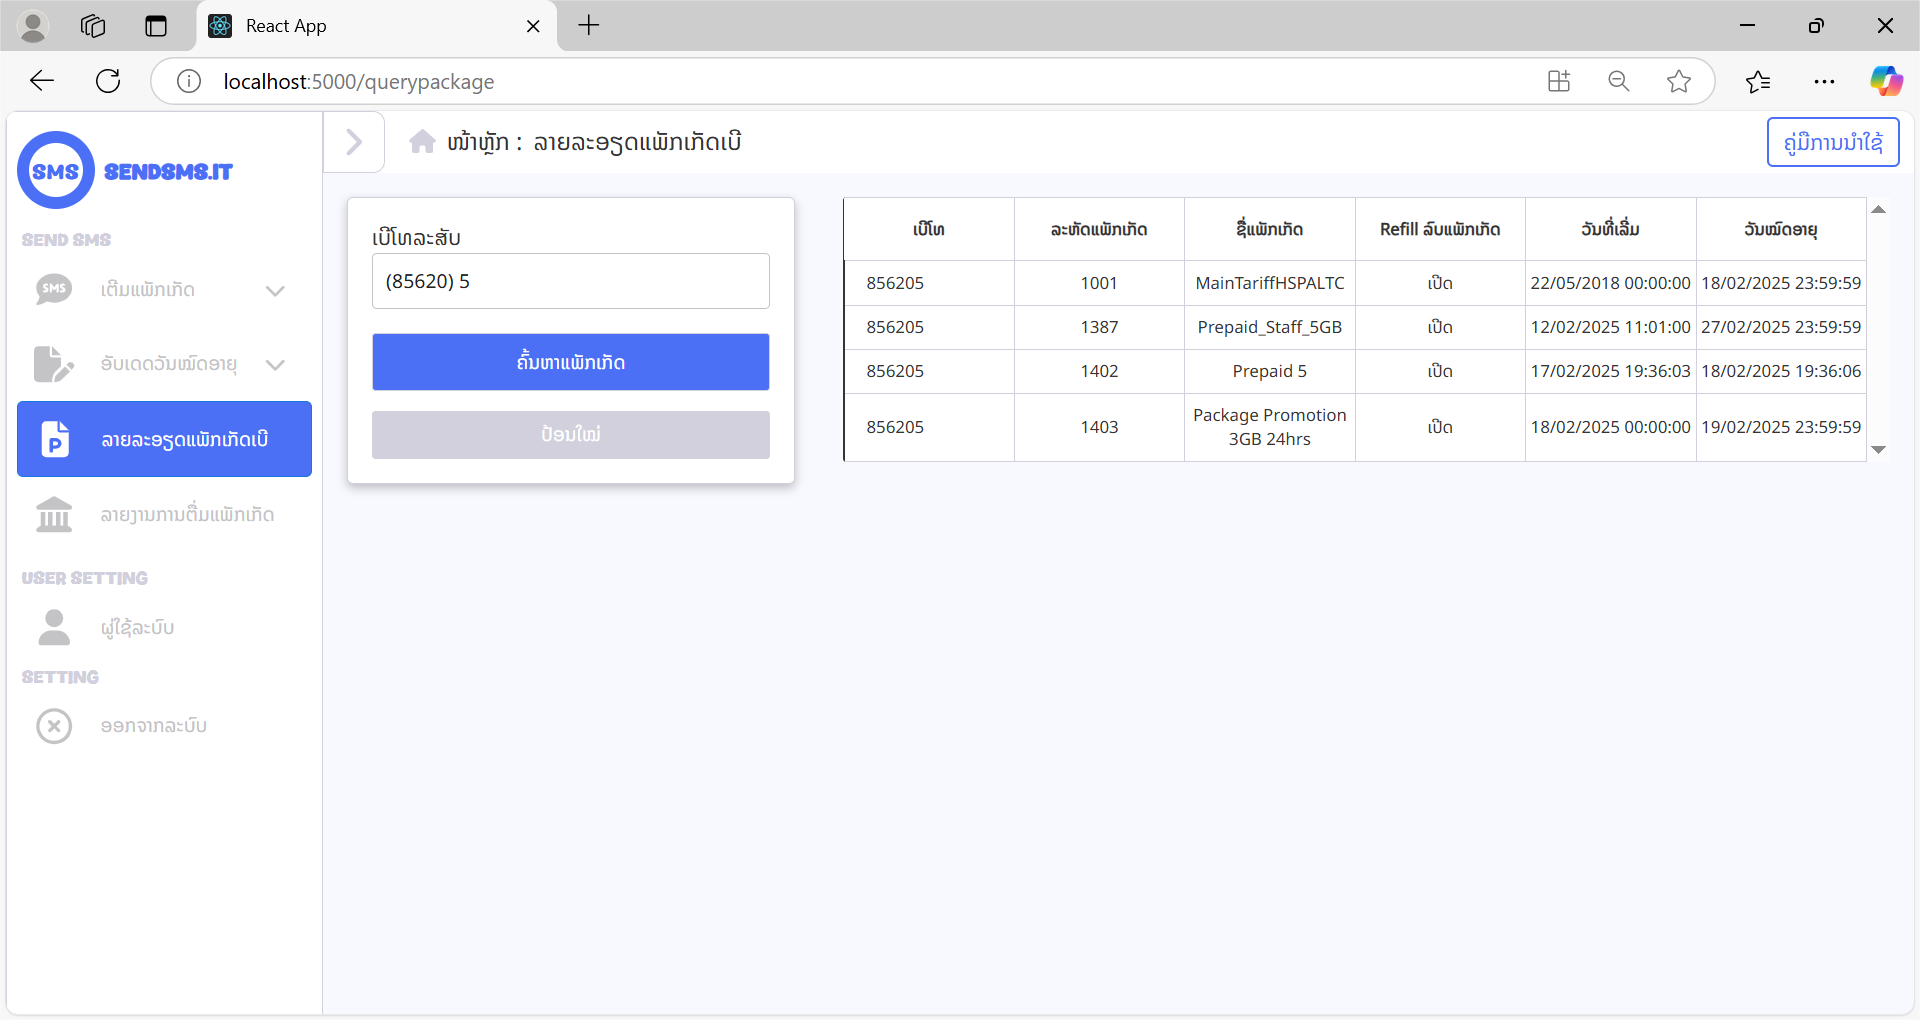 React App
localhost:5000/querypackage
SMS SENDSMS.IT
SEND SMS
SMS ເຕີມແພັກເກັດ
ອັບເດດວັນໝົດອາຍຸ
P ລາຍລະອຽດແພັກເກັດເບີ
ລາຍງານການຕື່ມແພັກເກັດ
USER SETTING
ຜູ່ໃຊ້ລະບົບ
SETTING
ອອກຈາກລະບົບ
ໜ້າຫຼັກ : ລາຍລະອຽດແພັກເກັດເບີ
ຄູ່ມືການນຳໃຊ້
ເບີໂທລະສັບ
(85620) 5
ຄົ້ນຫາແພັກເກັດ
ປ້ອນໃໝ່
ເບີໂທ ລະຫັດແພັກເກັດ ຊື່ແພັກເກັດ Refill ລົບແພັກເກັດ ວັນທີ່ເລີ່ມ ວັນໝົດອາຍຸ
856205 1001 MainTariffHSPALTC ເປີດ 22/05/2018 00:00:00 18/02/2025 23:59:59
856205 1387 Prepaid_Staff_5GB ເປີດ 12/02/2025 11:01:00 27/02/2025 23:59:59
856205 1402 Prepaid 5 ເປີດ 17/02/2025 19:36:03 18/02/2025 19:36:06
856205 1403 Package Promotion 3GB 24hrs ເປີດ 18/02/2025 00:00:00 19/02/2025 23:59:59